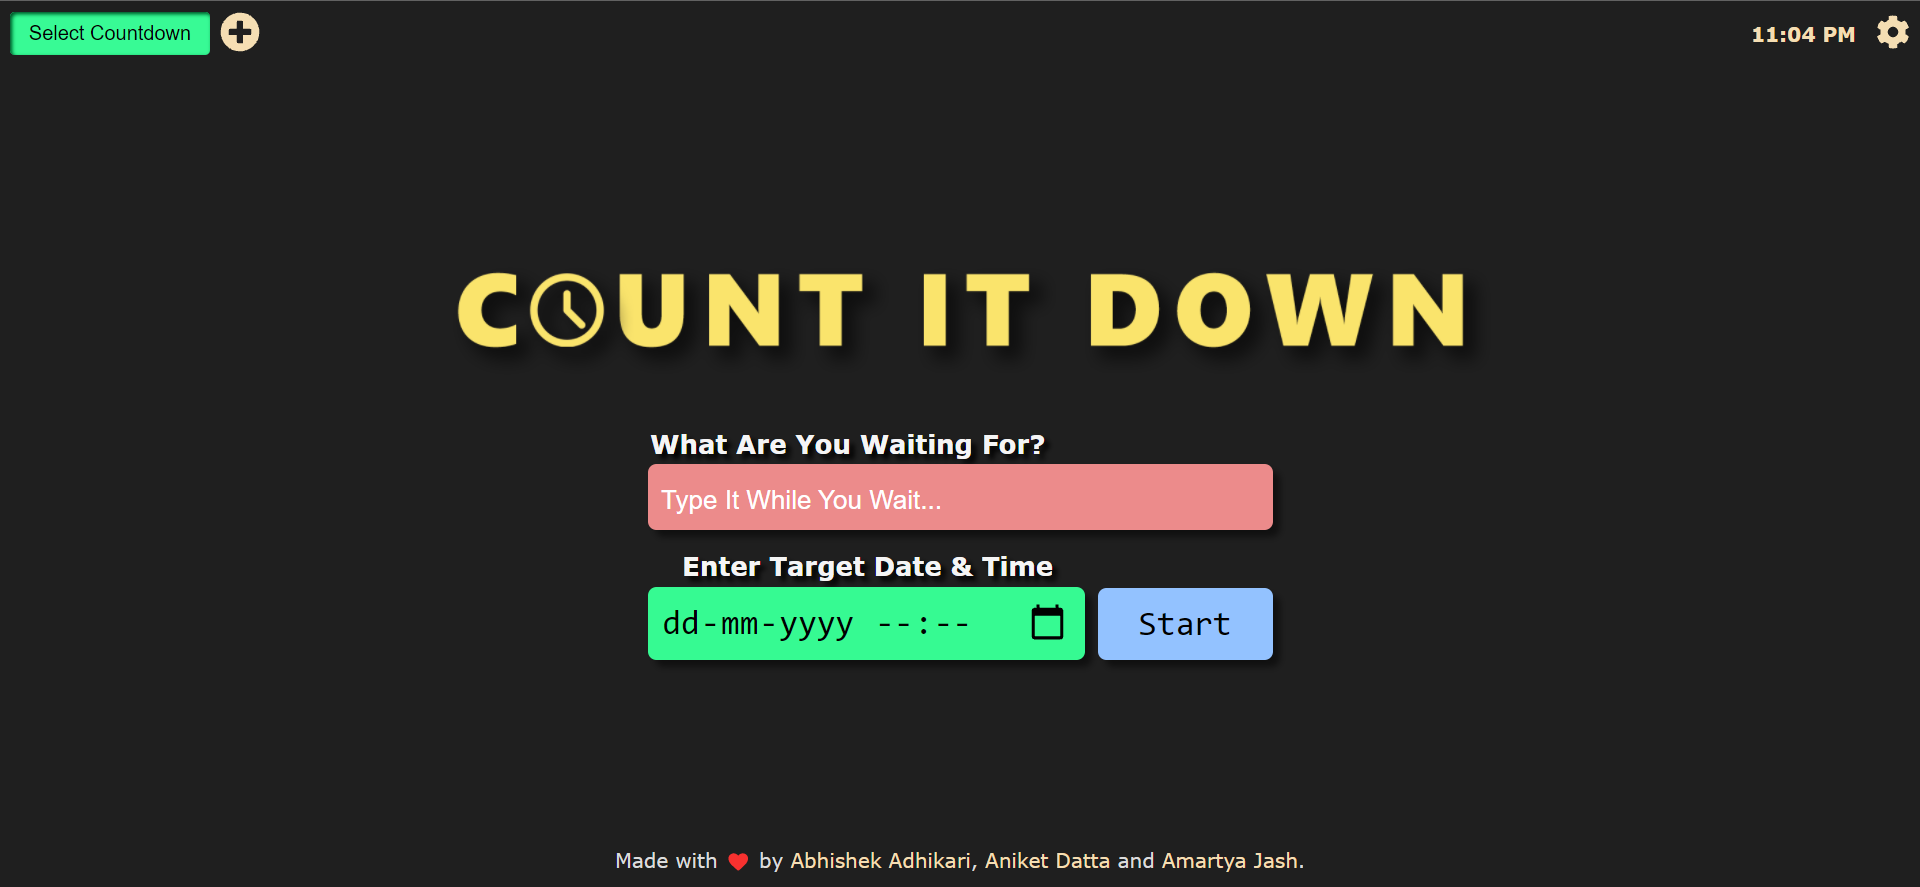 Select Countdown
11:04 PM
COUNT IT DOWN
What Are You Waiting For?
Type It While You Wait...
Enter Target Date & Time
dd-mm-yyyy --:--
Start
Made with ❤ by Abhishek Adhikari, Aniket Datta and Amartya Jash.